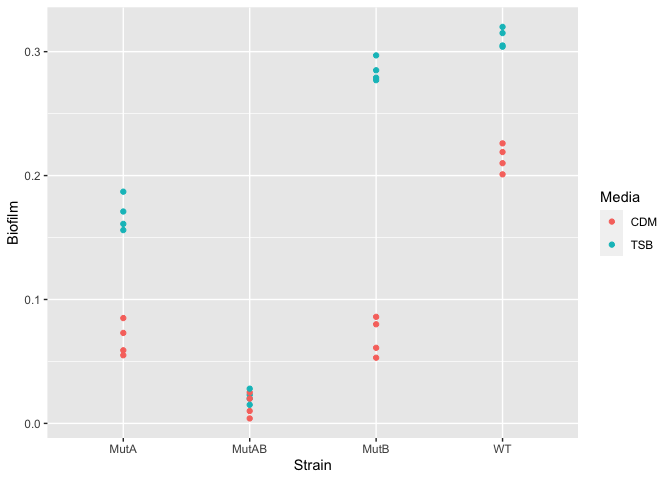 0.3
0.2
0.1
0.0
Biofilm
MutA MutAB MutB WT
Strain
Media
CDM
TSB